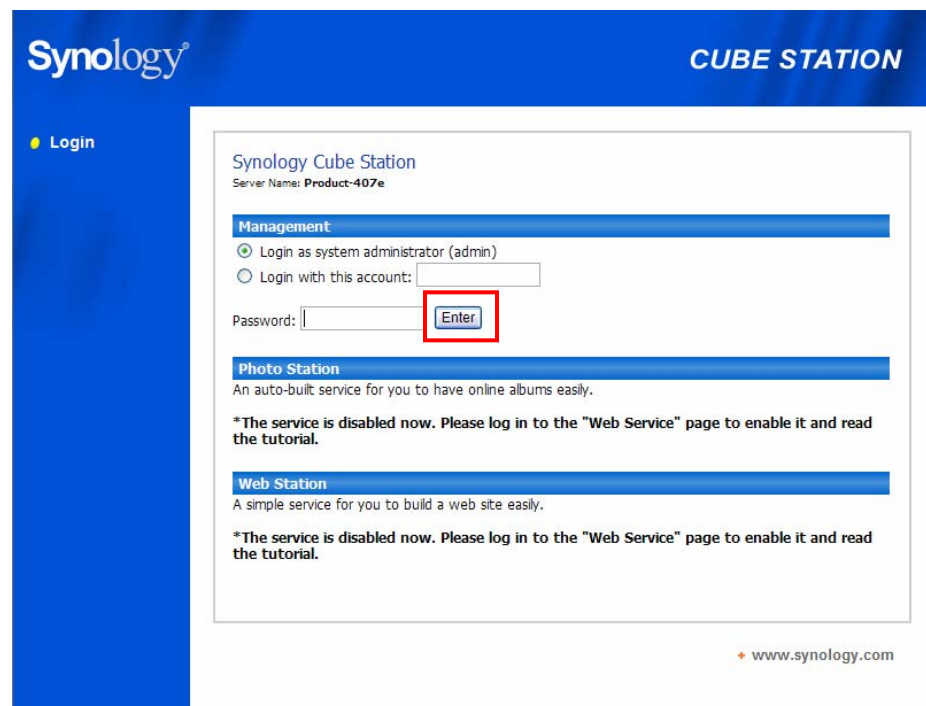 Synology®
CUBE STATION
Login
Synology Cube Station
Server Name: Product-407e
Management
Login as system administrator (admin)
Login with this account:
Password:
Enter
Photo Station
An auto-built service for you to have online albums easily.
*The service is disabled now. Please log in to the "Web Service" page to enable it and read
the tutorial.
Web Station
A simple service for you to build a web site easily.
*The service is disabled now. Please log in to the "Web Service" page to enable it and read
the tutorial.
www.synology.com